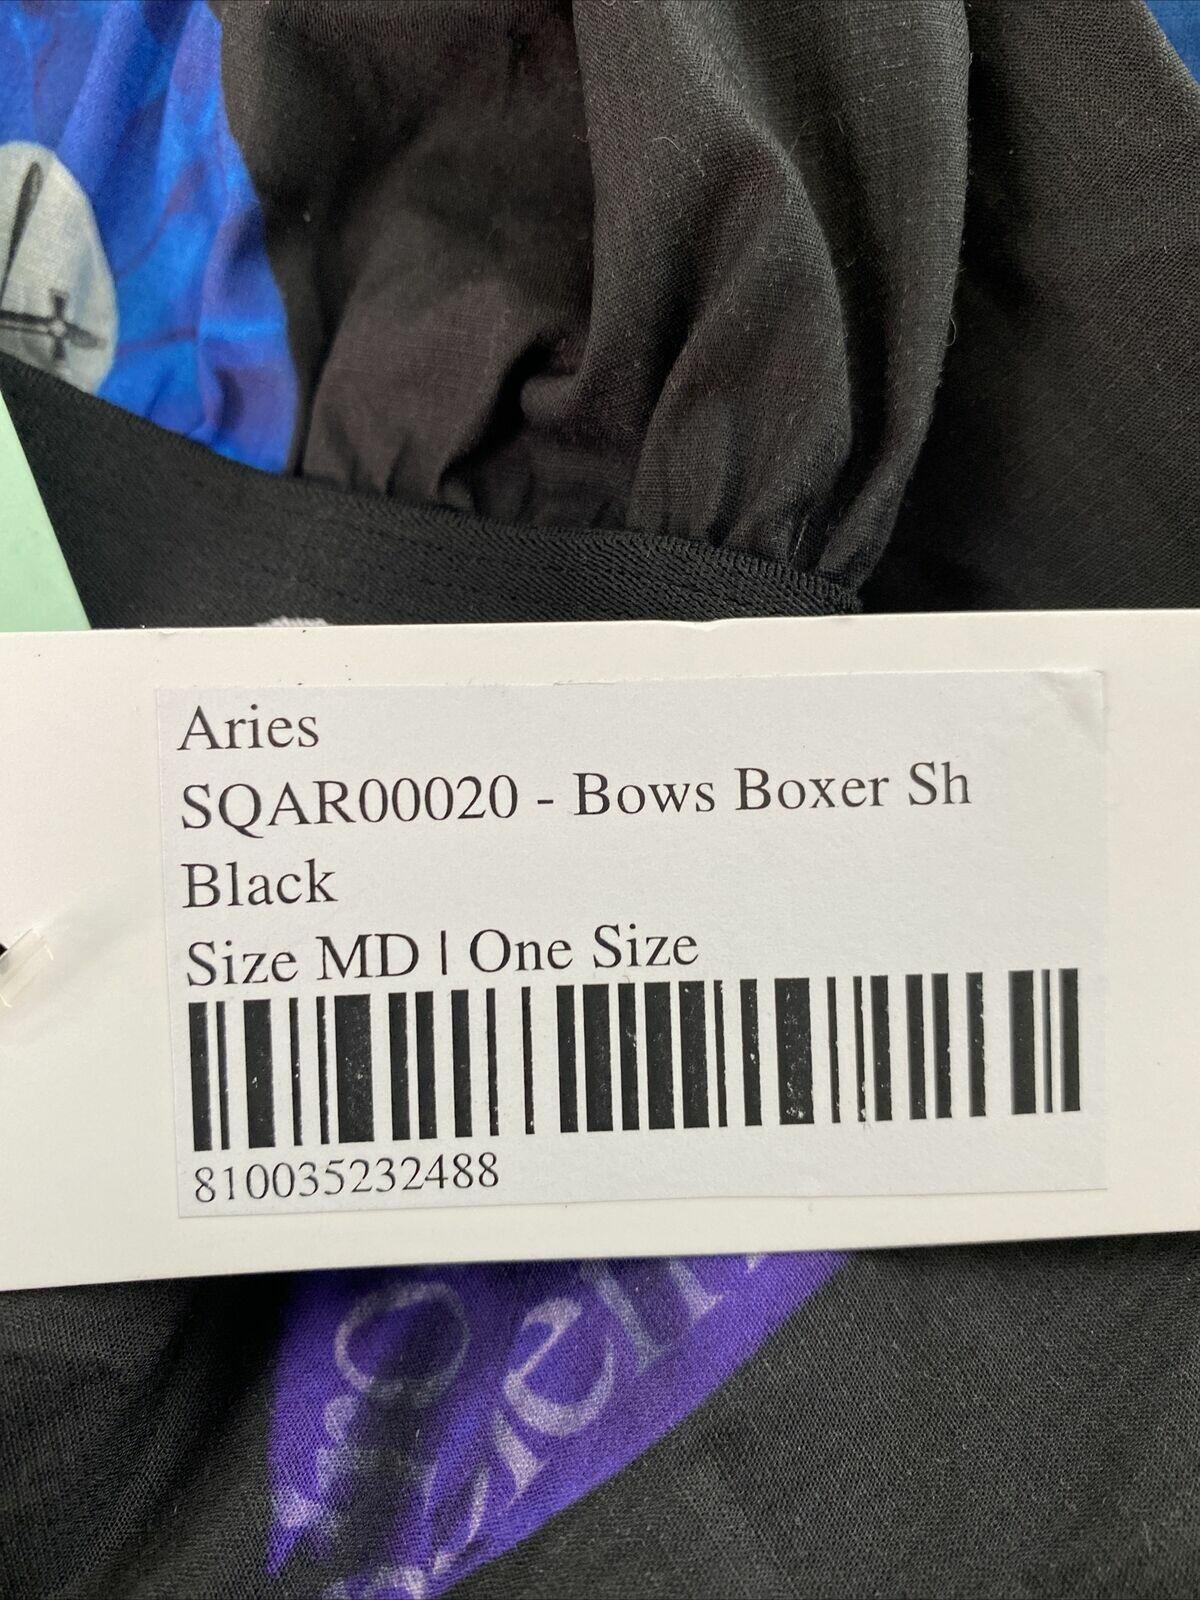 Aries
SQAR00020 - Bows Boxer Sh
Black
Size MD | One Size
810035232488